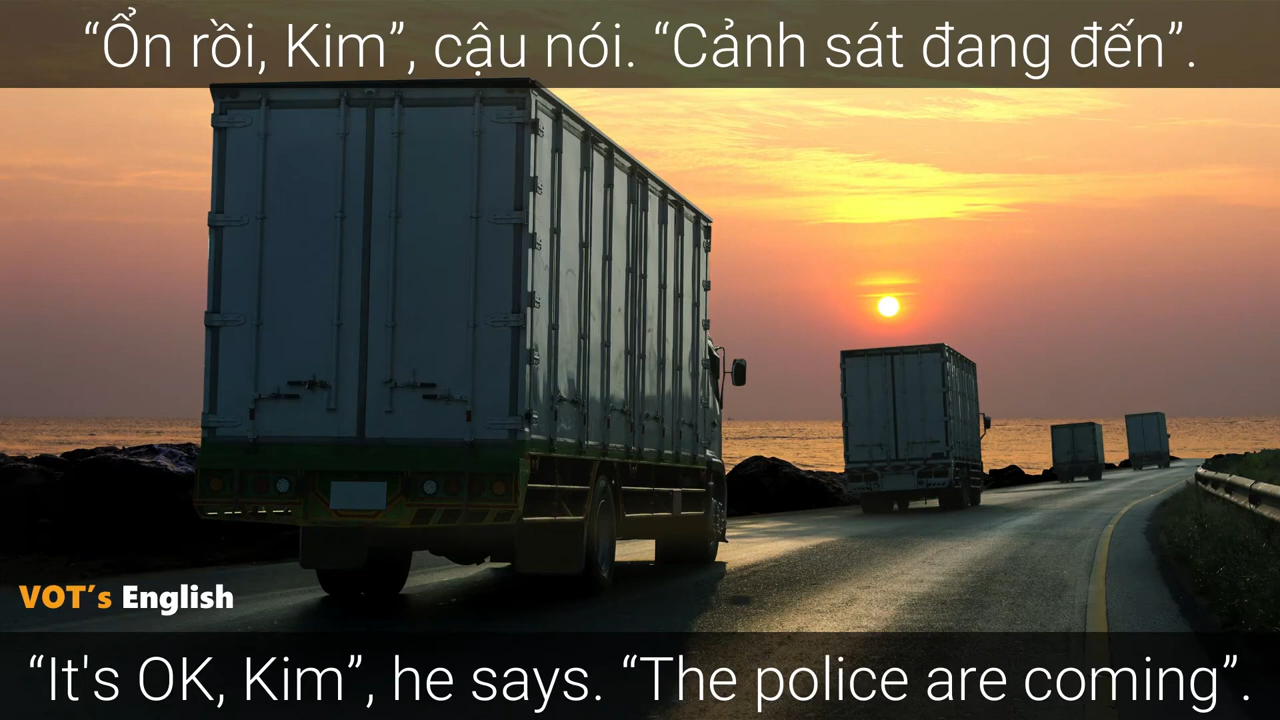 “Ổn rồi, Kim”, cậu nói. “Cảnh sát đang đến”.
VOT’s English
“It's OK, Kim”, he says. “The police are coming”.